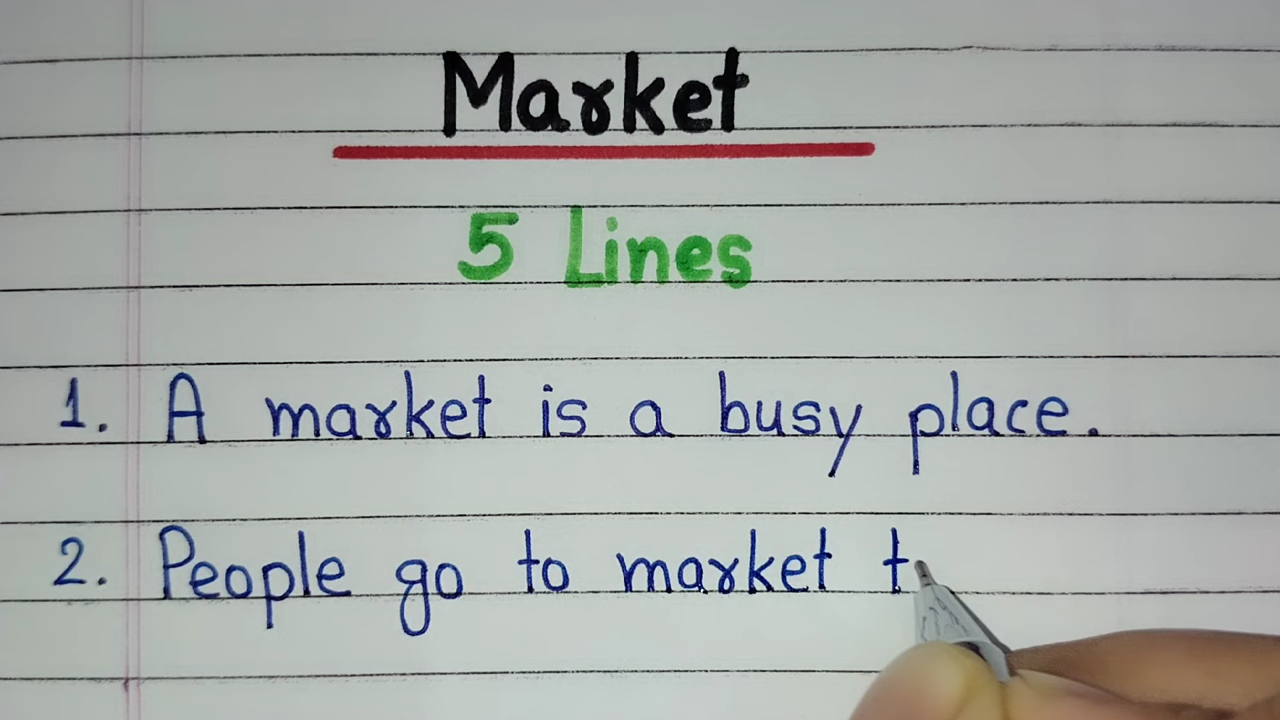 Market
5 Lines
1. A market is a busy place.
2. People go to market t